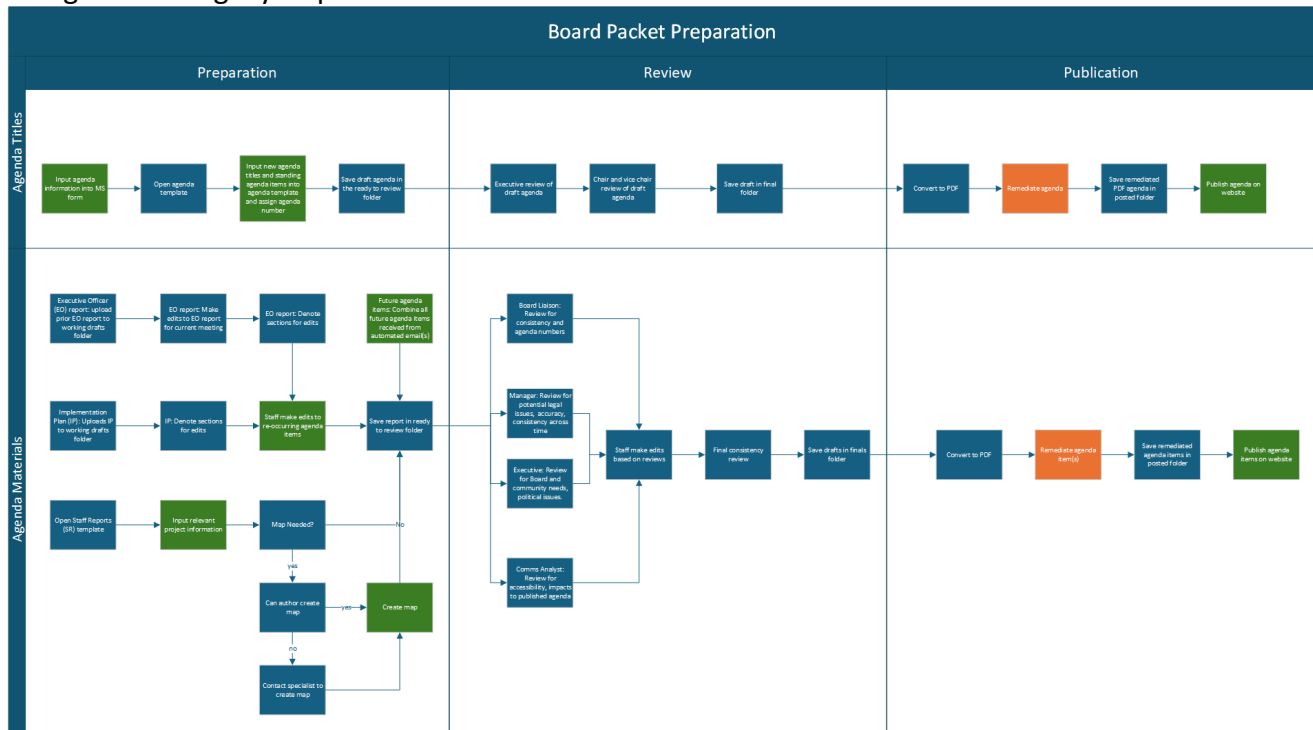 Board Packet Preparation
Preparation
Review
Publication
Agenda Titles
Input agenda
information into MS
form
Open agenda
template
Input new agenda
titles and standing
agenda items into
agenda template
and assign agenda
number
Save draft agenda in
the ready to review
folder
Executive review of
draft agenda
Chair and vice chair
review of draft
agenda
Save draft in final
folder
Convert to PDF
Remediate agenda
Save remediated
PDF agenda in
posted folder
Publish agenda on
website
Agenda Materials
Executive Officer
(EO) report: upload
prior EO report to
working drafts
folder
EO report: Make
edits to EO report
for current meeting
EO report: Denote
sections for edits
Future agenda
items: Combine all
future agenda items
received from
automated email(s)
Implementation
Plan (IP): Uploads IP
to working drafts
folder
IP: Denote sections
for edits
Staff make edits to
re-occurring agenda
items
Save report in ready
to review folder
Open Staff Reports
(SR) template
Input relevant
project information
Map Needed?
No
yes
Can author create
map
yes
Create map
no
Contact specialist to
create map
Board Liaison:
Review for
consistency and
agenda numbers
Manager: Review for
potential legal
issues, accuracy,
consistency across
time
Executive: Review
for Board and
community needs,
political issues.
Comms Analyst:
Review for
accessibility, impacts
to published agenda
Staff make edits
based on reviews
Final consistency
review
Save drafts in finals
folder
Convert to PDF
Remediate agenda
item(s)
Save remediated
agenda items in
posted folder
Publish agenda
items on website